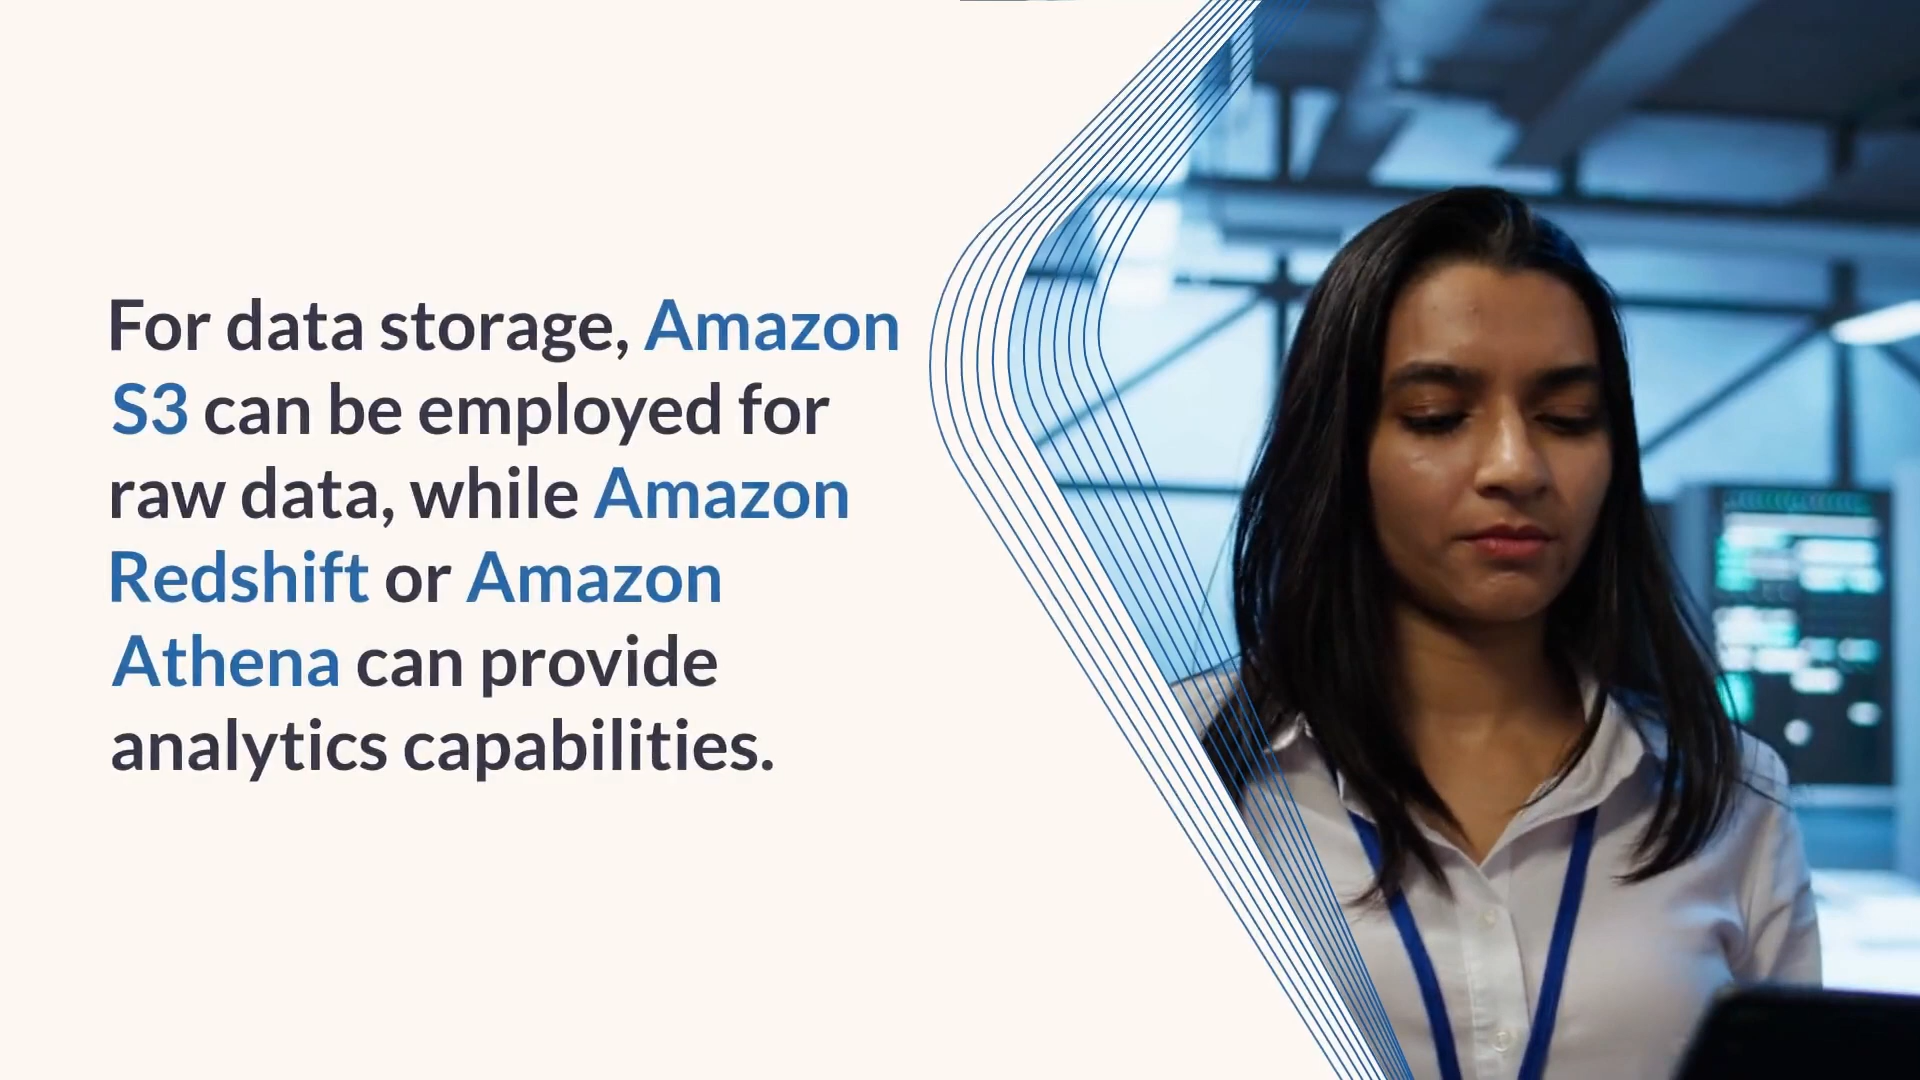 For data storage, Amazon
S3 can be employed for
raw data, while Amazon
Redshift or Amazon
Athena can provide
analytics capabilities.